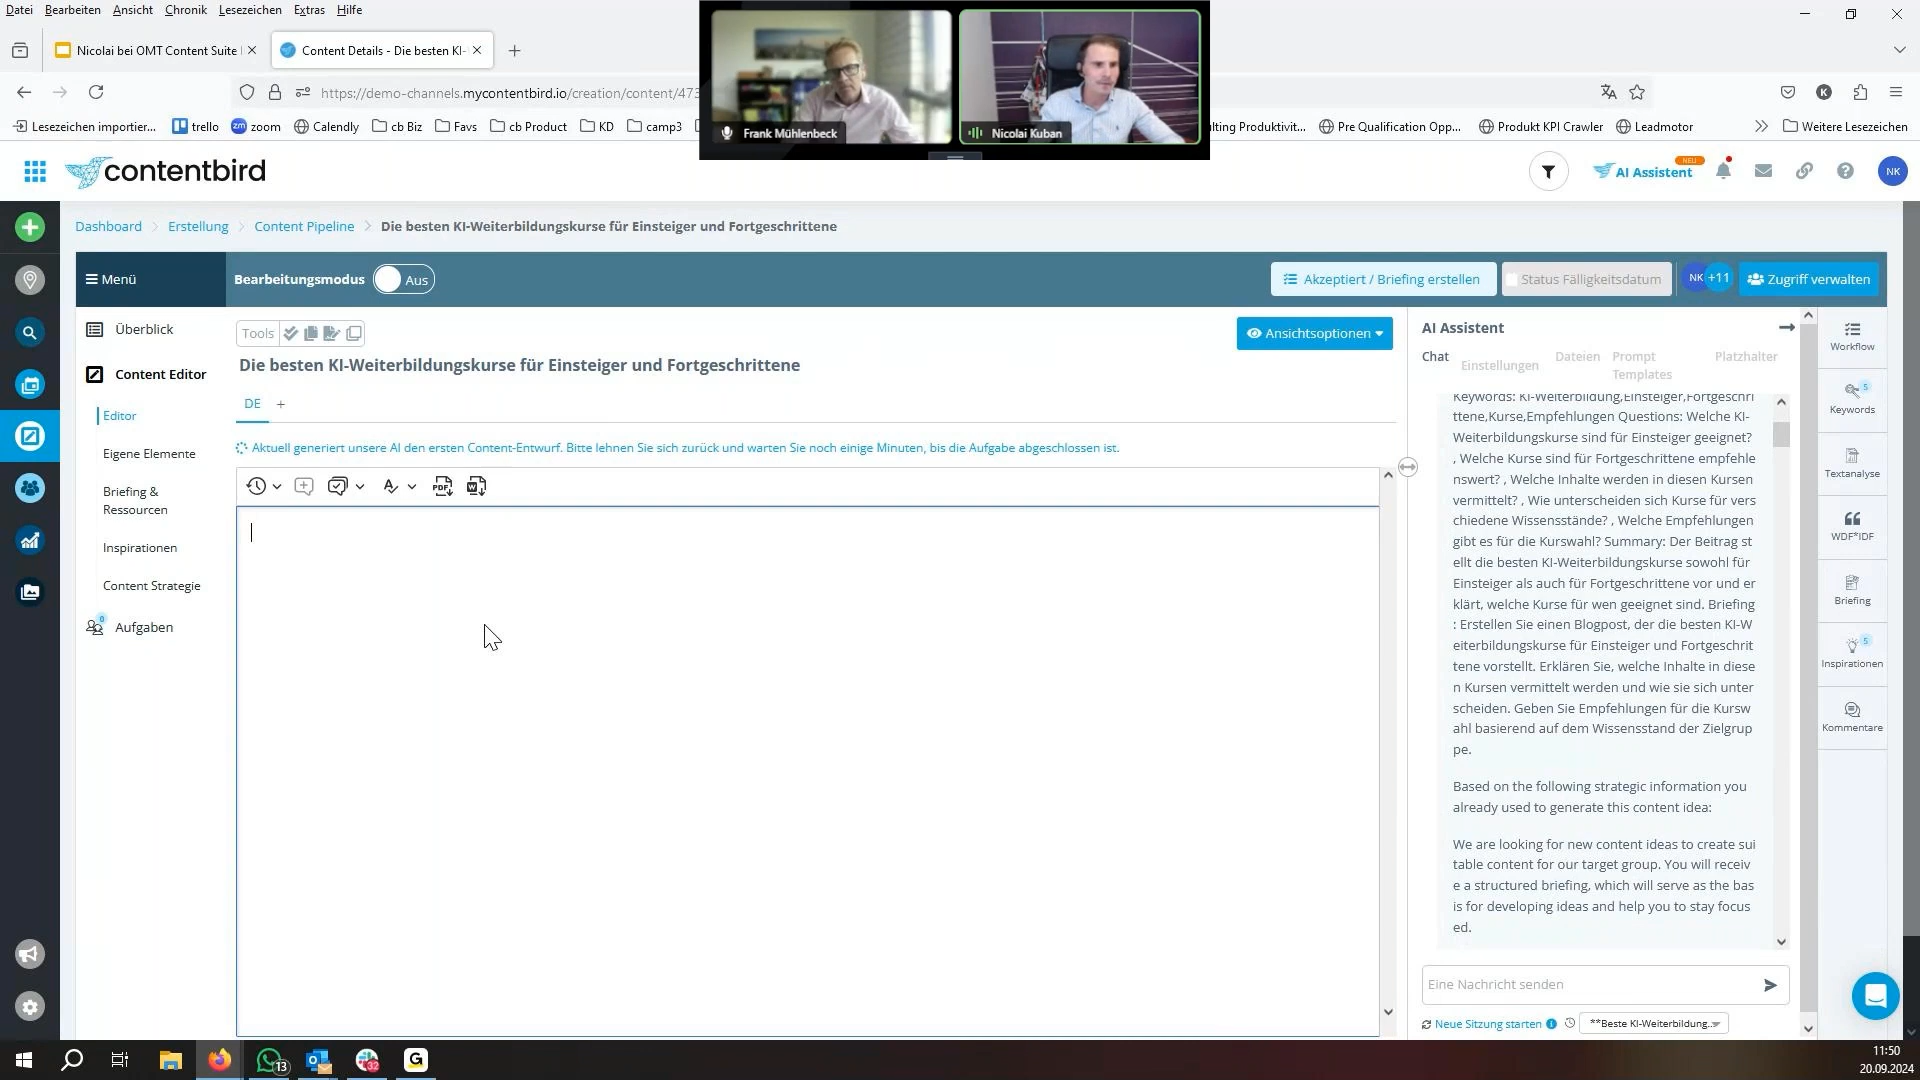 Datei Bearbeiten Ansicht Chronik Lesezeichen Extras Hilfe
Nicolai bei OMT Content Suite
Content Details - Die besten KI-
https://demo-channels.mycontentbird.io/creation/content/473
Lesezeichen importier... trello zoom Calendly cb Biz Favs cb Product KD camp3
Produktivit... Pre Qualification Opp... Produkt KPI Crawler Leadmotor Weitere Lesezeichen
Frank Mühlenbeck
Nicolai Kuban
contentbird
AI Assistent
NEU
NK
Dashboard Erstellung Content Pipeline Die besten KI-Weiterbildungskurse für Einsteiger und Fortgeschrittene
Menü
Bearbeitungsmodus Aus
Akzeptiert / Briefing erstellen
Status Fälligkeitsdatum
NK +11
Zugriff verwalten
Überblick
Content Editor
Editor
Eigene Elemente
Briefing &
Ressourcen
Inspirationen
Content Strategie
0
Aufgaben
Tools
Ansichtsoptionen
Die besten KI-Weiterbildungskurse für Einsteiger und Fortgeschrittene
DE +
Aktuell generiert unsere AI den ersten Content-Entwurf. Bitte lehnen Sie sich zurück und warten Sie noch einige Minuten, bis die Aufgabe abgeschlossen ist.
AI Assistent
Chat Einstellungen Dateien Prompt Templates Platzhalter
Keywords: KI-Weiterbildung,Einsteiger,Fortgeschri
ttene,Kurse,Empfehlungen Questions: Welche KI-
Weiterbildungskurse sind für Einsteiger geeignet?
, Welche Kurse sind für Fortgeschrittene empfehle
nswert? , Welche Inhalte werden in diesen Kursen
vermittelt? , Wie unterscheiden sich Kurse für vers
chiedene Wissensstände? , Welche Empfehlungen
gibt es für die Kurswahl? Summary: Der Beitrag st
ellt die besten KI-Weiterbildungskurse sowohl für
Einsteiger als auch für Fortgeschrittene vor und er
klärt, welche Kurse für wen geeignet sind. Briefing
: Erstellen Sie einen Blogpost, der die besten KI-W
eiterbildungskurse für Einsteiger und Fortgeschrit
tene vorstellt. Erklären Sie, welche Inhalte in diese
n Kursen vermittelt werden und wie sie sich unter
scheiden. Geben Sie Empfehlungen für die Kursw
ahl basierend auf dem Wissensstand der Zielgrup
pe.
Based on the following strategic information you
already used to generate this content idea:
We are looking for new content ideas to create sui
table content for our target group. You will receiv
e a structured briefing, which will serve as the bas
is for developing ideas and help you to stay focus
ed.
Eine Nachricht senden
Neue Sitzung starten
**Beste KI-Weiterbildung..
Workflow
5
Keywords
Textanalyse
WDF*IDF
Briefing
5
Inspirationen
Kommentare
13
32
11:50
20.09.2024